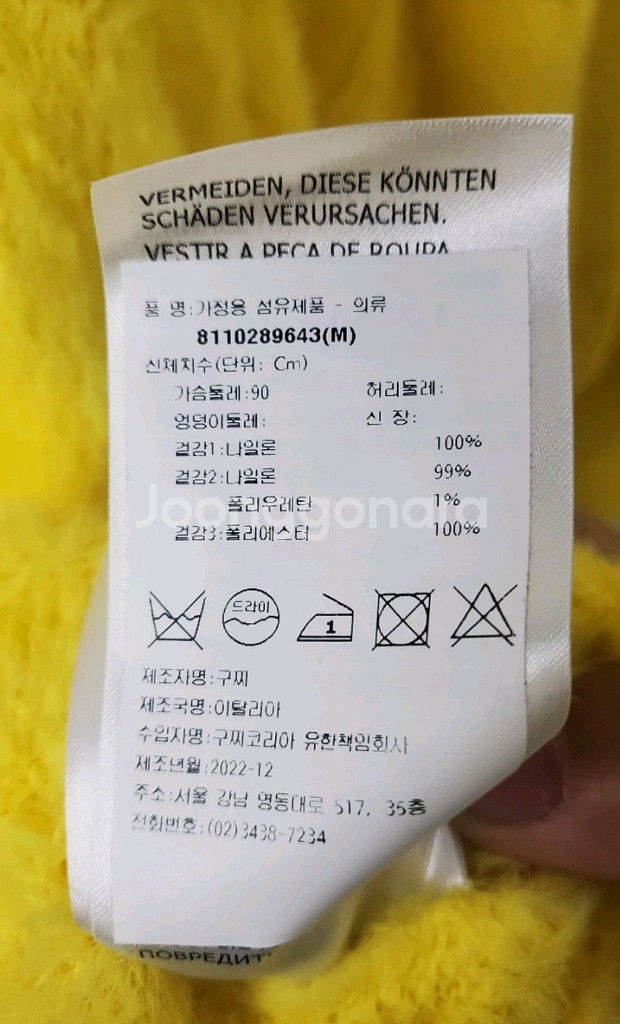 VERMEIDEN, DIESE KÖNNTEN
SCHÄDEN VERURSACHEN.
VESTIR A PEÇA DE ROUPA
품 명:가정용 섬유제품 - 의류
8110289643(M)
신체치수(단위: Cm)
가슴둘레:90 허리둘레:
엉덩이둘레: 신 장:
겉감1:나일론 100%
겉감2:나일론 99%
폴리우레탄 1%
Joonggonara
겉감3:폴리에스터 100%
드라이
1
제조자명:구찌
제조국명:이탈리아
수입자명:구찌코리아 유한책임회사
제조년월:2022-12
주소:서울 강남 영동대로 517, 35층
전화번호:(02)3438-7234
ПОВРЕДИТ